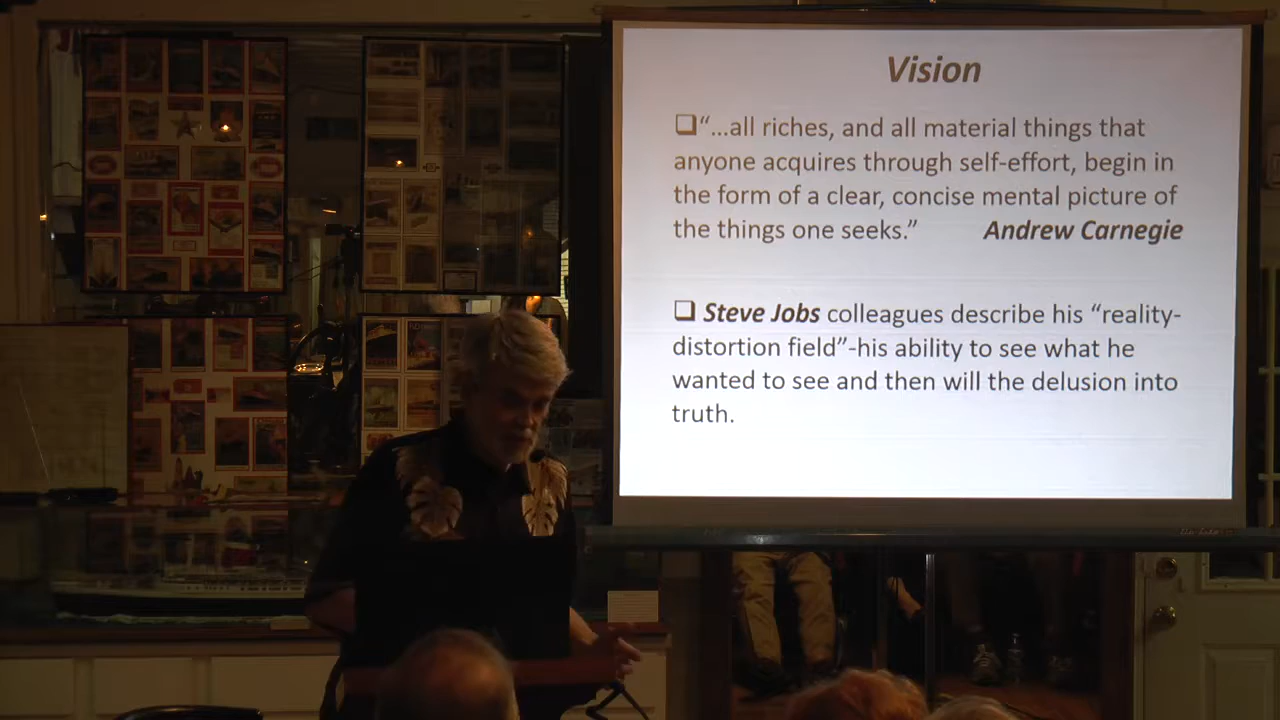 Vision
❑“...all riches, and all material things that
anyone acquires through self-effort, begin in
the form of a clear, concise mental picture of
the things one seeks.” Andrew Carnegie
❑ Steve Jobs colleagues describe his “reality-
distortion field”-his ability to see what he
wanted to see and then will the delusion into
truth.